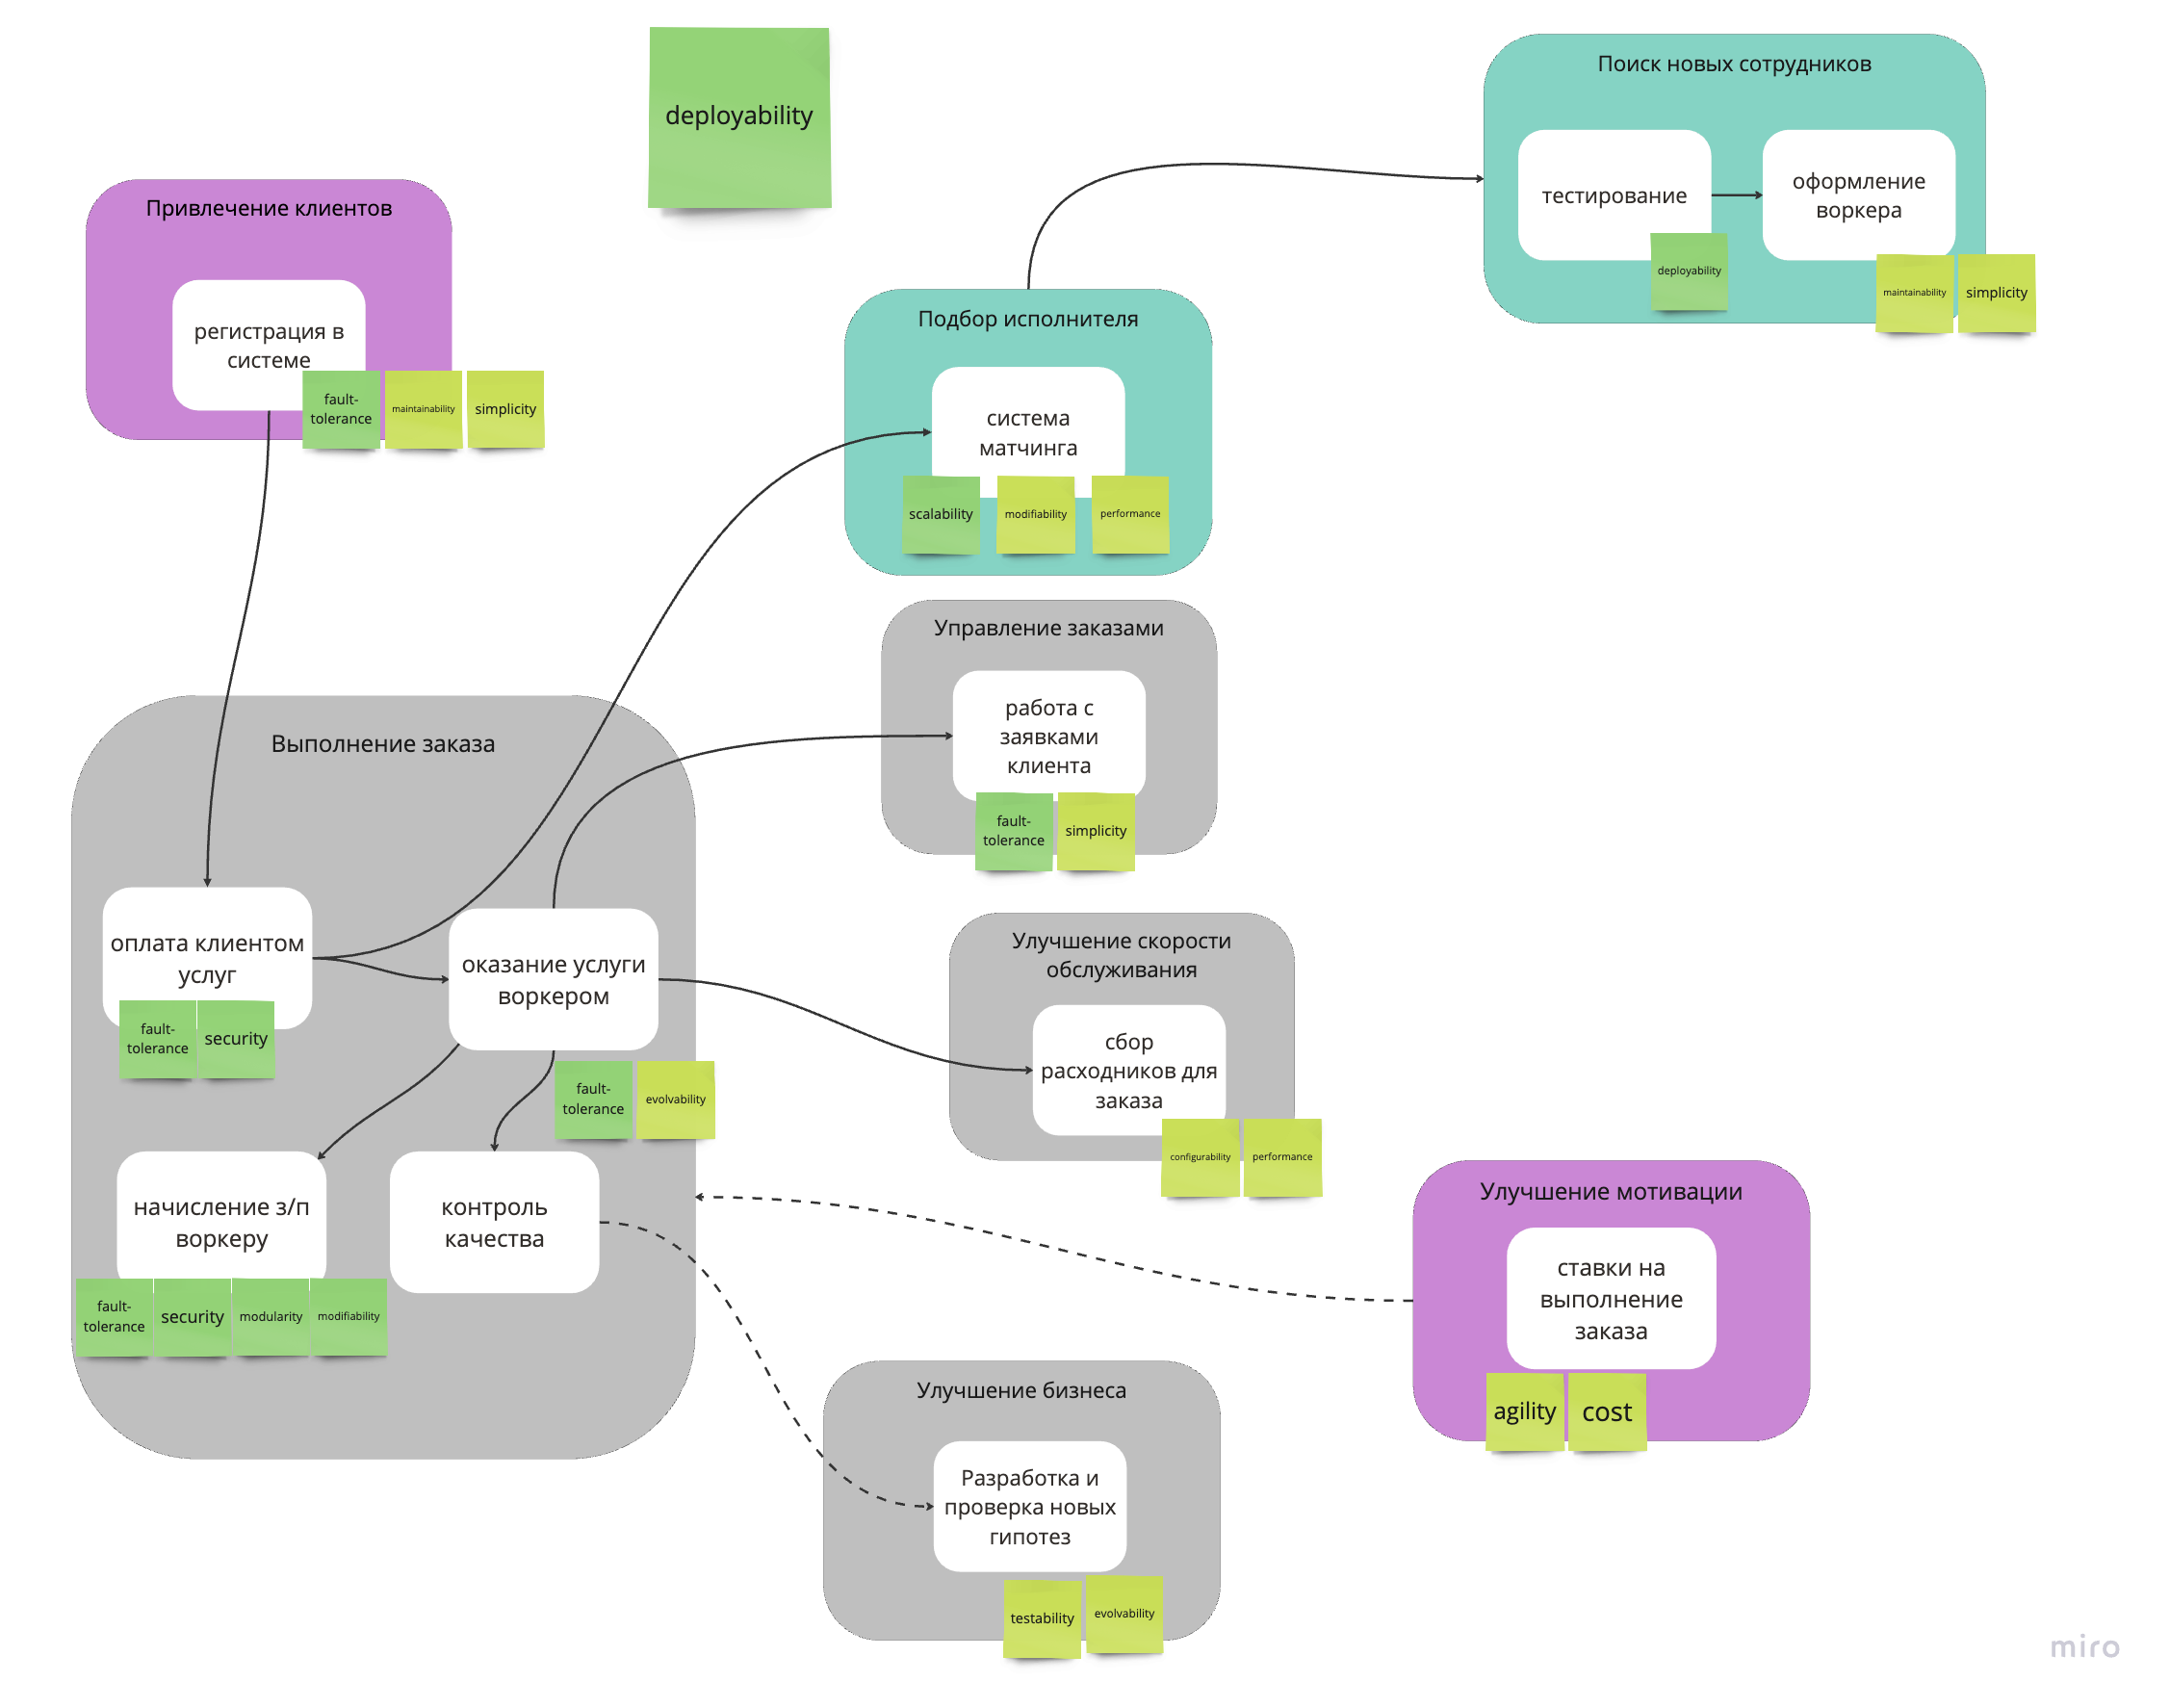 deployability
Поиск новых сотрудников
тестирование
оформление
воркера
deployability
maintainability
simplicity
Привлечение клиентов
регистрация в
системе
fault-
tolerance
maintainability
simplicity
Подбор исполнителя
система
матчинга
scalability
modifiability
performance
Управление заказами
работа с
заявками
клиента
fault-
tolerance
simplicity
Выполнение заказа
оплата клиентом
услуг
fault-
tolerance
security
оказание услуги
воркером
fault-
tolerance
evolvability
начисление з/п
воркеру
fault-
tolerance
security
modularity
modifiability
контроль
качества
Улучшение скорости
обслуживания
сбор
расходников для
заказа
configurability
performance
Улучшение мотивации
ставки на
выполнение
заказа
agility
cost
Улучшение бизнеса
Разработка и
проверка новых
гипотез
testability
evolvability
miro